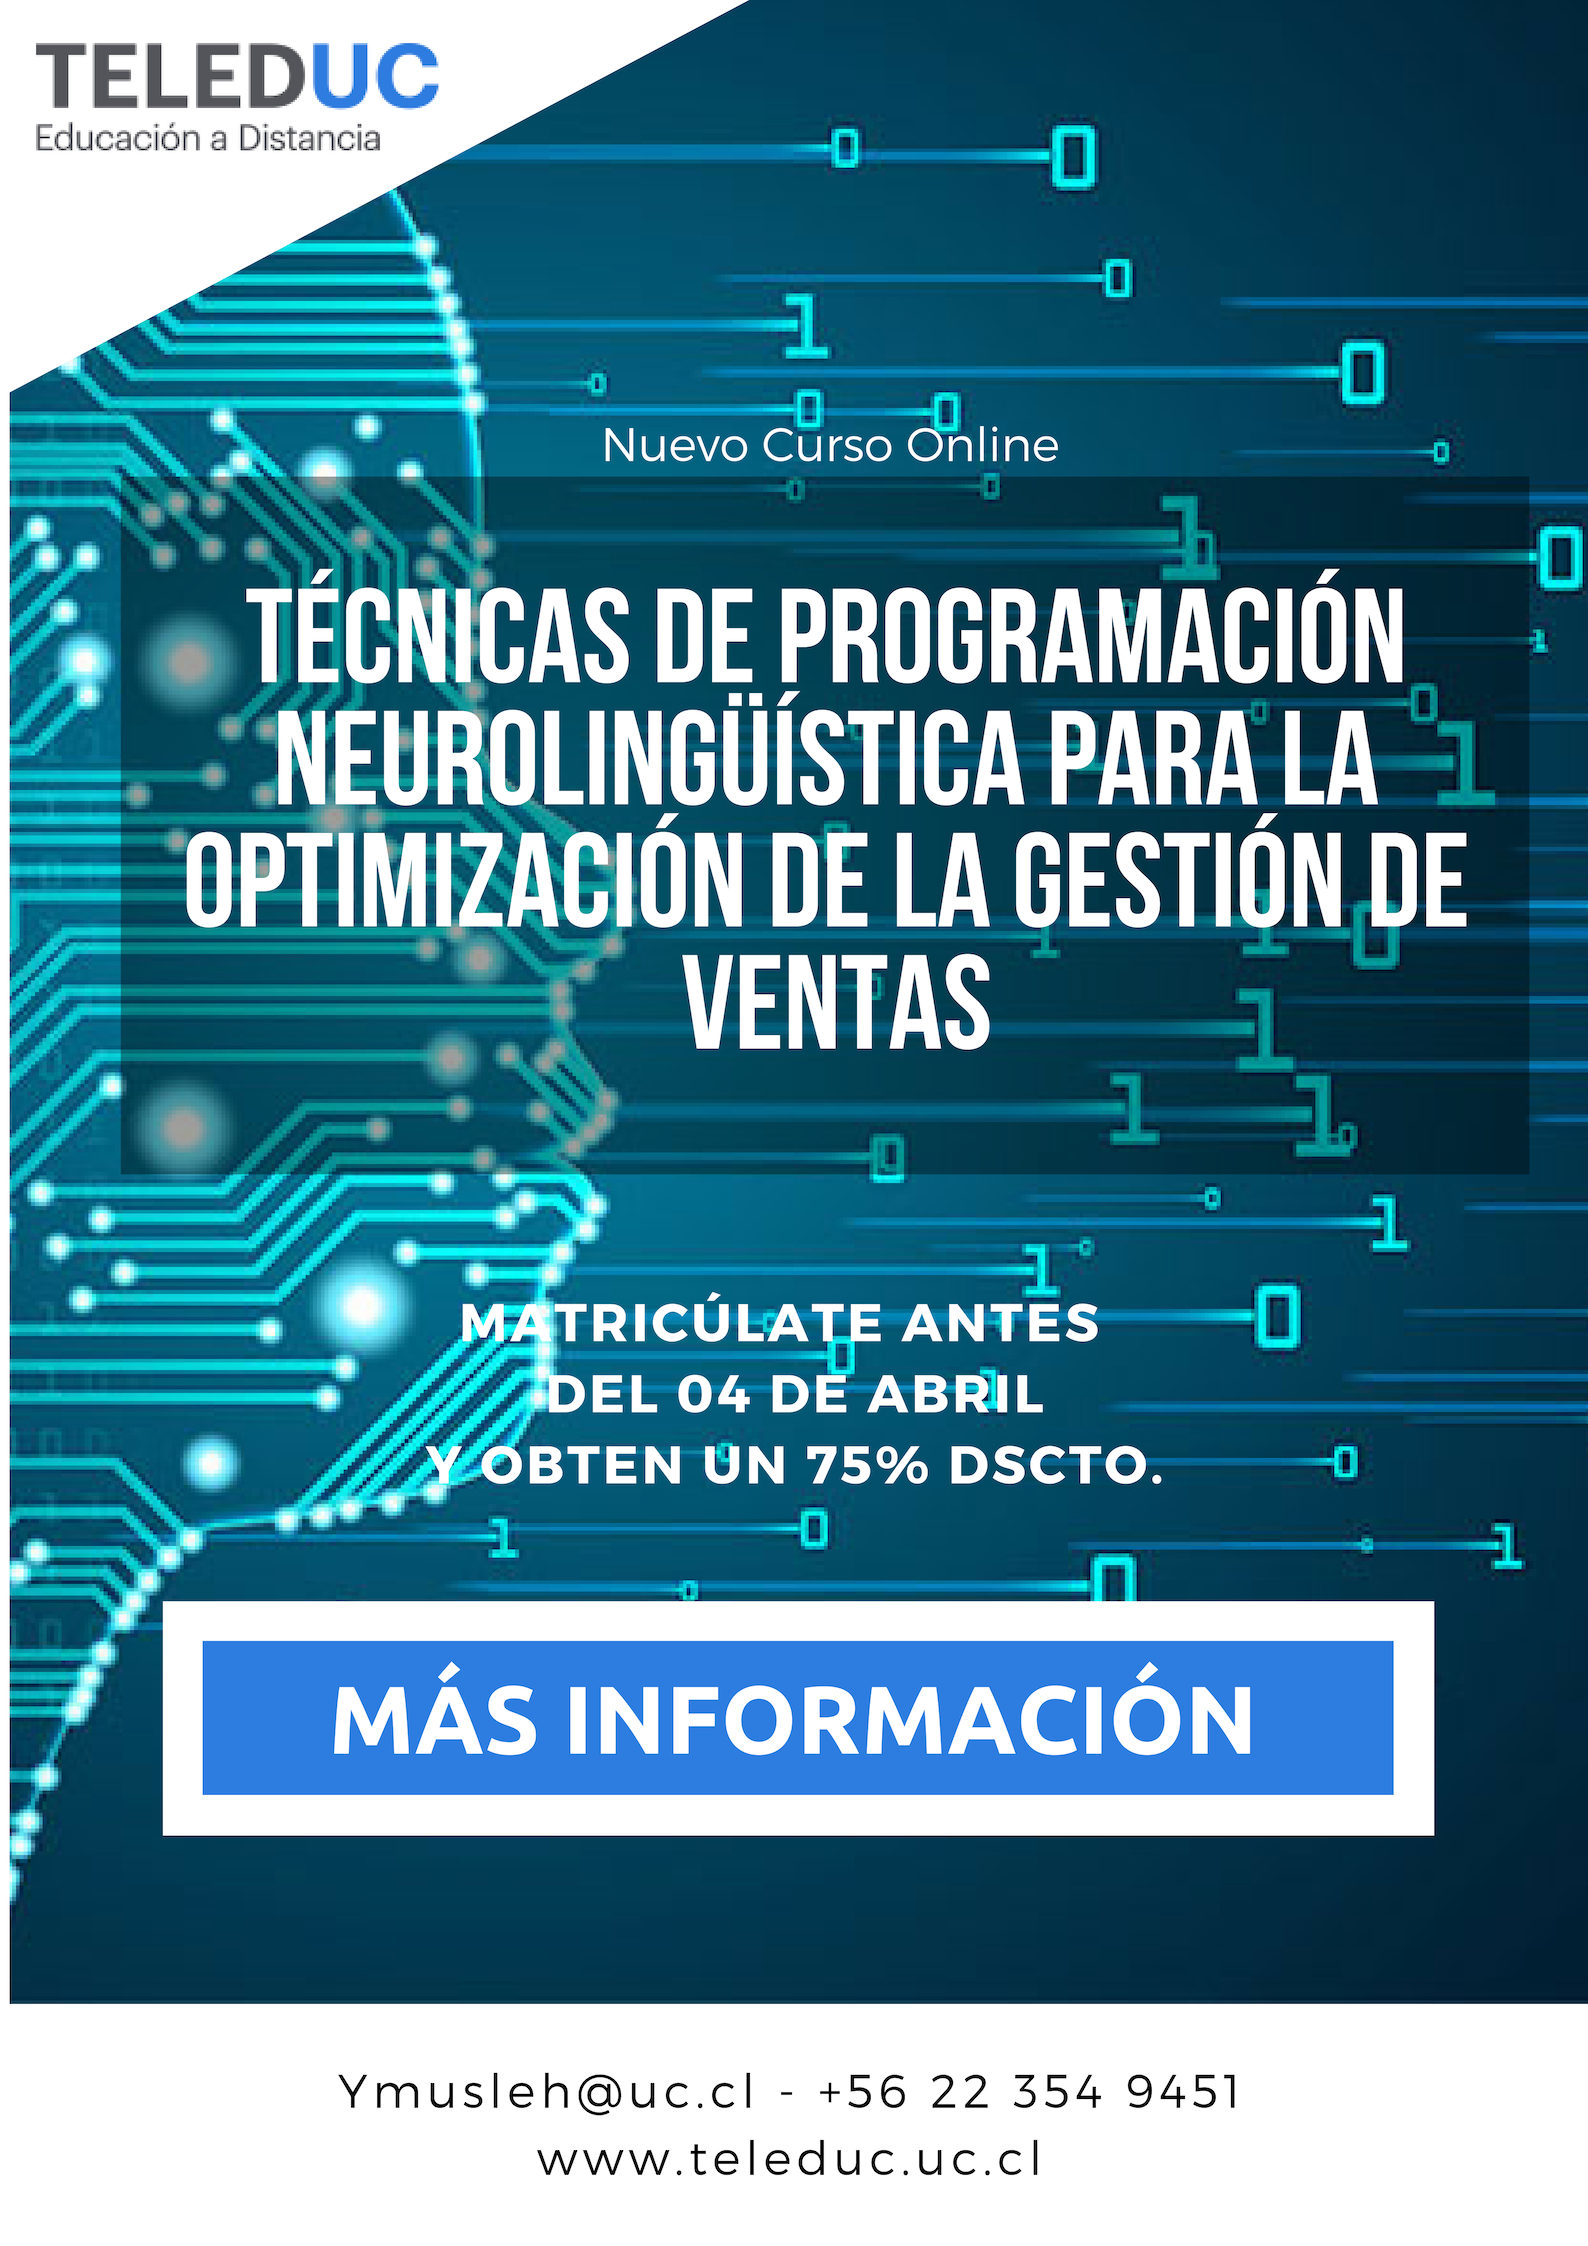 TELEDUC
Educación a Distancia
Nuevo Curso Online
TÉCNICAS DE PROGRAMACIÓN
NEUROLINGÜÍSTICA PARA LA
OPTIMIZACIÓN DE LA GESTIÓN DE
VENTAS
MATRICÚLATE ANTES
DEL 04 DE ABRIL
Y OBTEN UN 75% DSCTO.
MÁS INFORMACIÓN
Ymusleh@uc.cl - +56 22 354 9451
www.teleduc.uc.cl